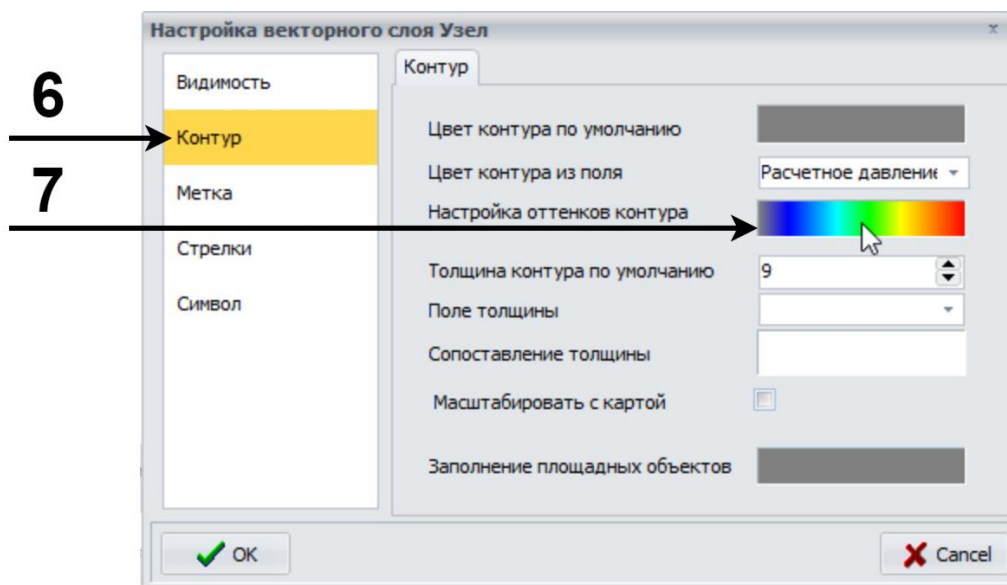 Настройка векторного слоя Узел
x
6
7
Видимость
Контур
Метка
Стрелки
Символ
Контур
Цвет контура по умолчанию
Цвет контура из поля Расчетное давление
Настройка оттенков контура
Толщина контура по умолчанию 9
Поле толщины
Сопоставление толщины
Масштабировать с картой
Заполнение площадных объектов
OK
Cancel